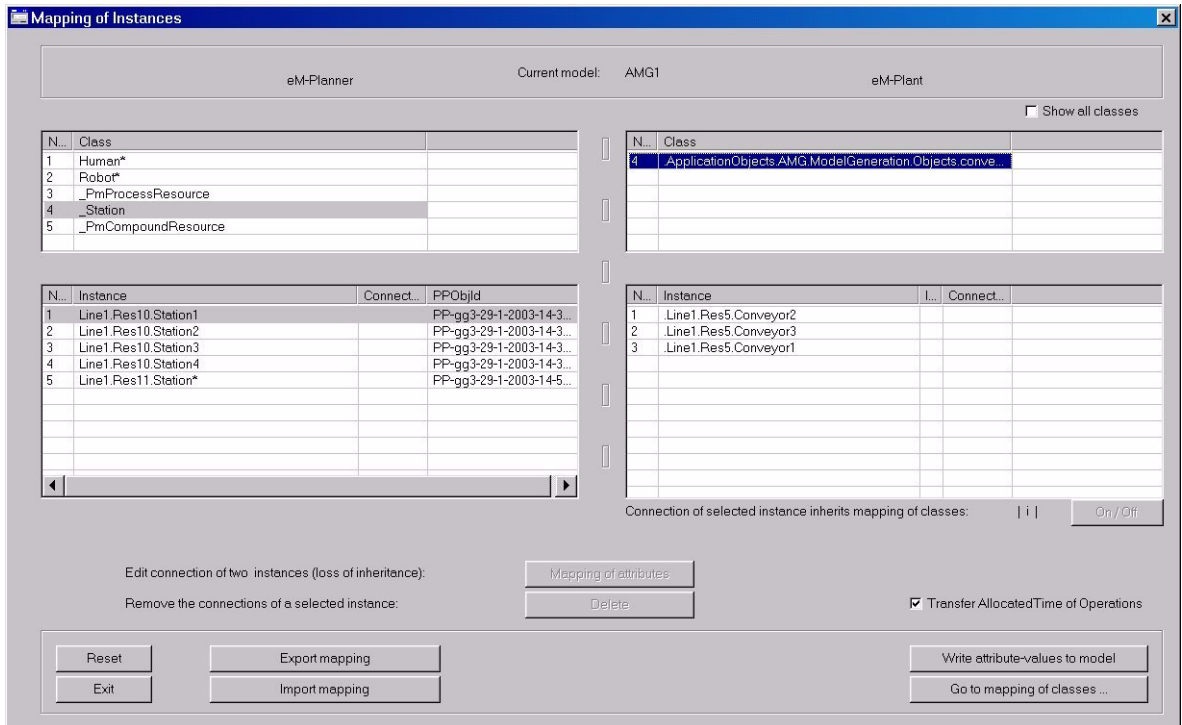 Mapping of Instances
Current model: AMG1
eM-Planner eM-Plant
Show all classes
N... Class
1 Human*
2 Robot*
3 _PmProcessResource
4 _Station
5 _PmCompoundResource
N... Class
4 .ApplicationObjects.AMG.ModelGeneration.Objects.conve...
N... Instance Connect... PPObjId
1 Line1.Res10.Station1 PP-gg3-29-1-2003-14-3...
2 Line1.Res10.Station2 PP-gg3-29-1-2003-14-3...
3 Line1.Res10.Station3 PP-gg3-29-1-2003-14-3...
4 Line1.Res10.Station4 PP-gg3-29-1-2003-14-3...
5 Line1.Res11.Station* PP-gg3-29-1-2003-14-5...
N... Instance I... Connect...
1 .Line1.Res5.Conveyor2
2 .Line1.Res5.Conveyor3
3 .Line1.Res5.Conveyor1
Connection of selected instance inherits mapping of classes: | i | On / Off
Edit connection of two instances (loss of inheritance): Mapping of attributes
Remove the connections of a selected instance: Delete
Transfer AllocatedTime of Operations
Reset Export mapping Write attribute-values to model
Exit Import mapping Go to mapping of classes ...